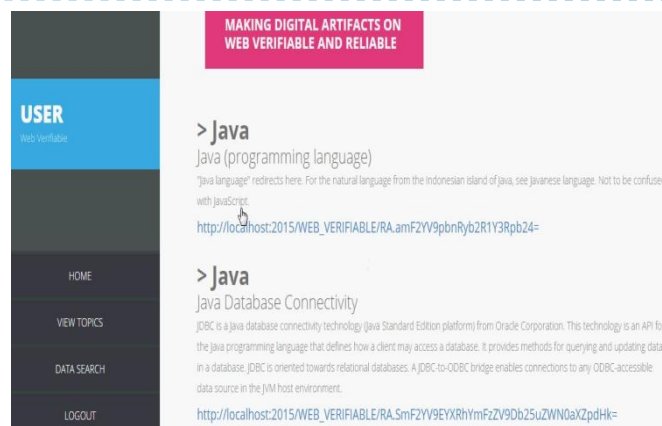 MAKING DIGITAL ARTIFACTS ON
WEB VERIFIABLE AND RELIABLE
USER
Web Verifiable
> Java
Java (programming language)
"Java language" redirects here. For the natural language from the Indonesian island of Java, see Javanese language. Not to be confused
with JavaScript.
http://localhost:2015/WEB_VERIFIABLE/RA.amF2YV9pbnRyb2R1Y3Rpb24=
> Java
Java Database Connectivity
JDBC is a Java database connectivity technology (Java Standard Edition platform) from Oracle Corporation. This technology is an API fo
the Java programming language that defines how a client may access a database. It provides methods for querying and updating data
in a database. JDBC is oriented towards relational databases. A JDBC-to-ODBC bridge enables connections to any ODBC-accessible
data source in the JVM host environment.
http://localhost:2015/WEB_VERIFIABLE/RA.SmF2YV9EYXRhYmFzZV9Db25uZWN0aXZpdHk=
HOME
VIEW TOPICS
DATA SEARCH
LOGOUT